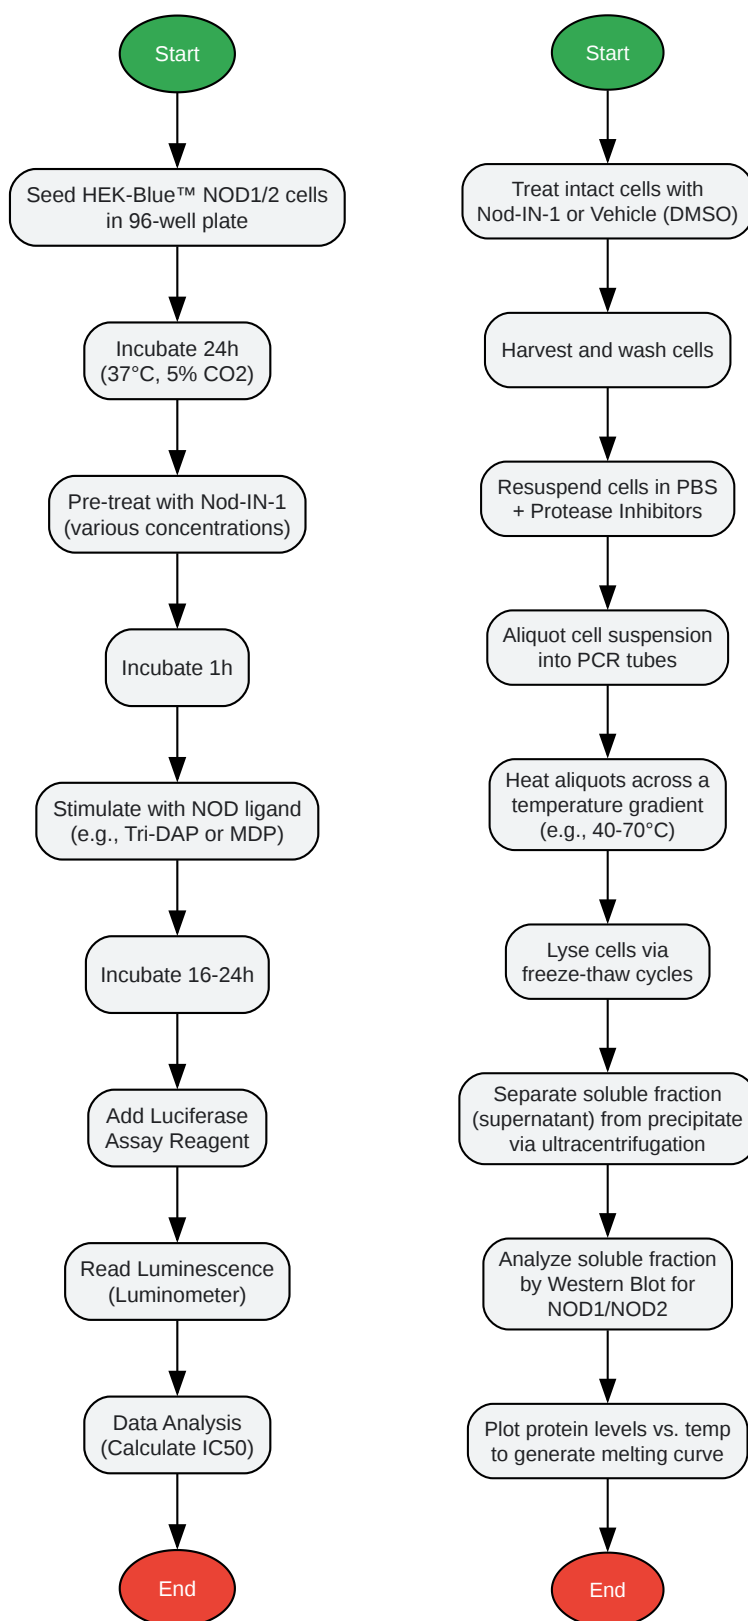 Start
Seed HEK-Blue™ NOD1/2 cells
in 96-well plate
Incubate 24h
(37°C, 5% CO2)
Pre-treat with Nod-IN-1
(various concentrations)
Incubate 1h
Stimulate with NOD ligand
(e.g., Tri-DAP or MDP)
Incubate 16-24h
Add Luciferase
Assay Reagent
Read Luminescence
(Luminometer)
Data Analysis
(Calculate IC50)
End
Start
Treat intact cells with
Nod-IN-1 or Vehicle (DMSO)
Harvest and wash cells
Resuspend cells in PBS
+ Protease Inhibitors
Aliquot cell suspension
into PCR tubes
Heat aliquots across a
temperature gradient
(e.g., 40-70°C)
Lyse cells via
freeze-thaw cycles
Separate soluble fraction
(supernatant) from precipitate
via ultracentrifugation
Analyze soluble fraction
by Western Blot for
NOD1/NOD2
Plot protein levels vs. temp
to generate melting curve
End